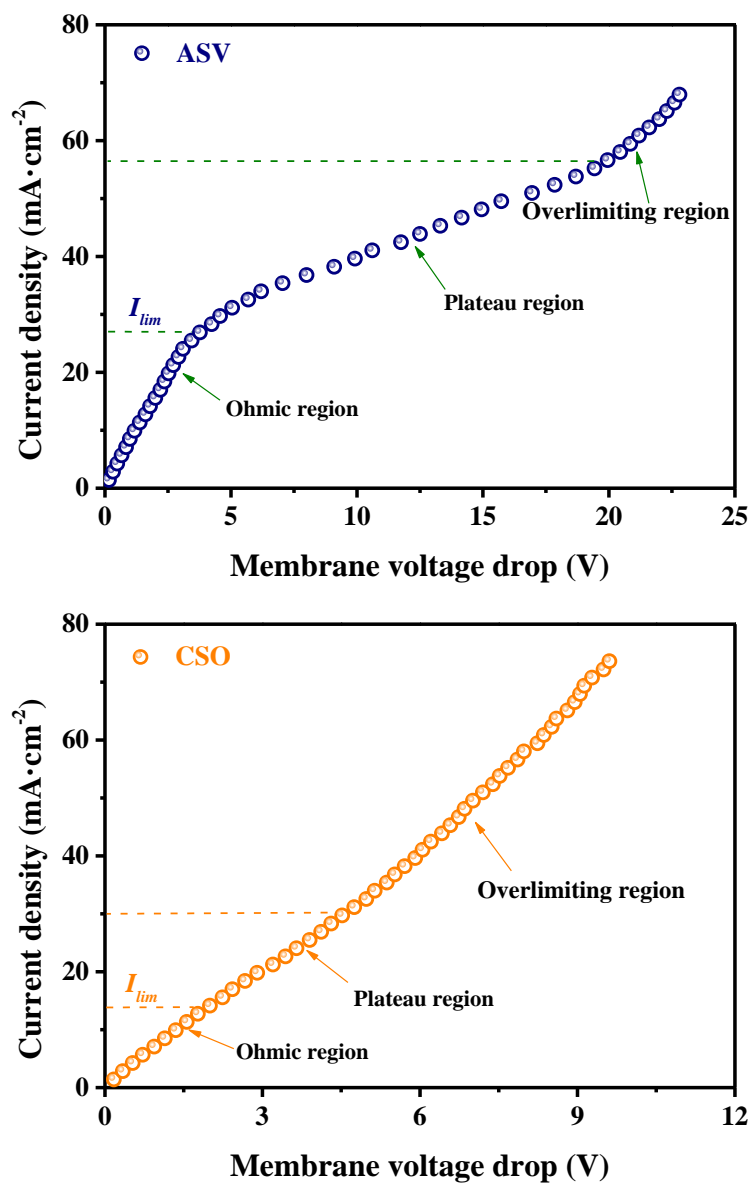 80
ASV
60
Overlimiting region
40
Plateau region
I_lim
20
Ohmic region
0
0 5 10 15 20 25
Current density (mA·cm⁻²)
Membrane voltage drop (V)
80
CSO
60
40
Overlimiting region
Plateau region
20
I_lim
Ohmic region
0
0 3 6 9 12
Current density (mA·cm⁻²)
Membrane voltage drop (V)